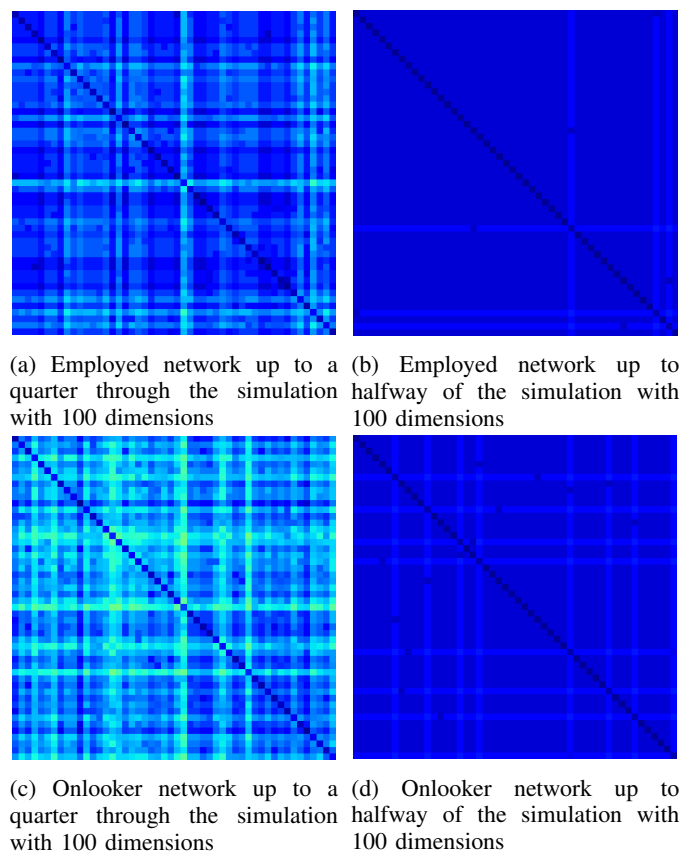 (a) Employed network up to a
quarter through the simulation
with 100 dimensions
(b) Employed network up to
halfway of the simulation with
100 dimensions
(c) Onlooker network up to a
quarter through the simulation
with 100 dimensions
(d) Onlooker network up to
halfway of the simulation with
100 dimensions